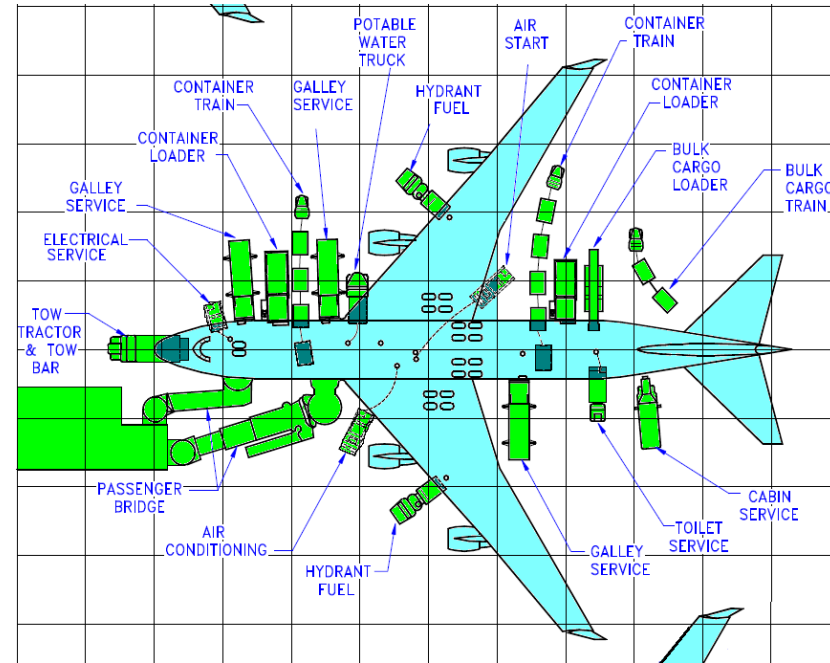 POTABLE
WATER
TRUCK
AIR
START
CONTAINER
TRAIN
CONTAINER
TRAIN
GALLEY
SERVICE
HYDRANT
FUEL
CONTAINER
LOADER
CONTAINER
LOADER
BULK
CARGO
LOADER
BULK
CARGO
TRAIN
GALLEY
SERVICE
ELECTRICAL
SERVICE
TOW
TRACTOR
& TOW
BAR
PASSENGER
BRIDGE
AIR
CONDITIONING
HYDRANT
FUEL
GALLEY
SERVICE
TOILET
SERVICE
CABIN
SERVICE